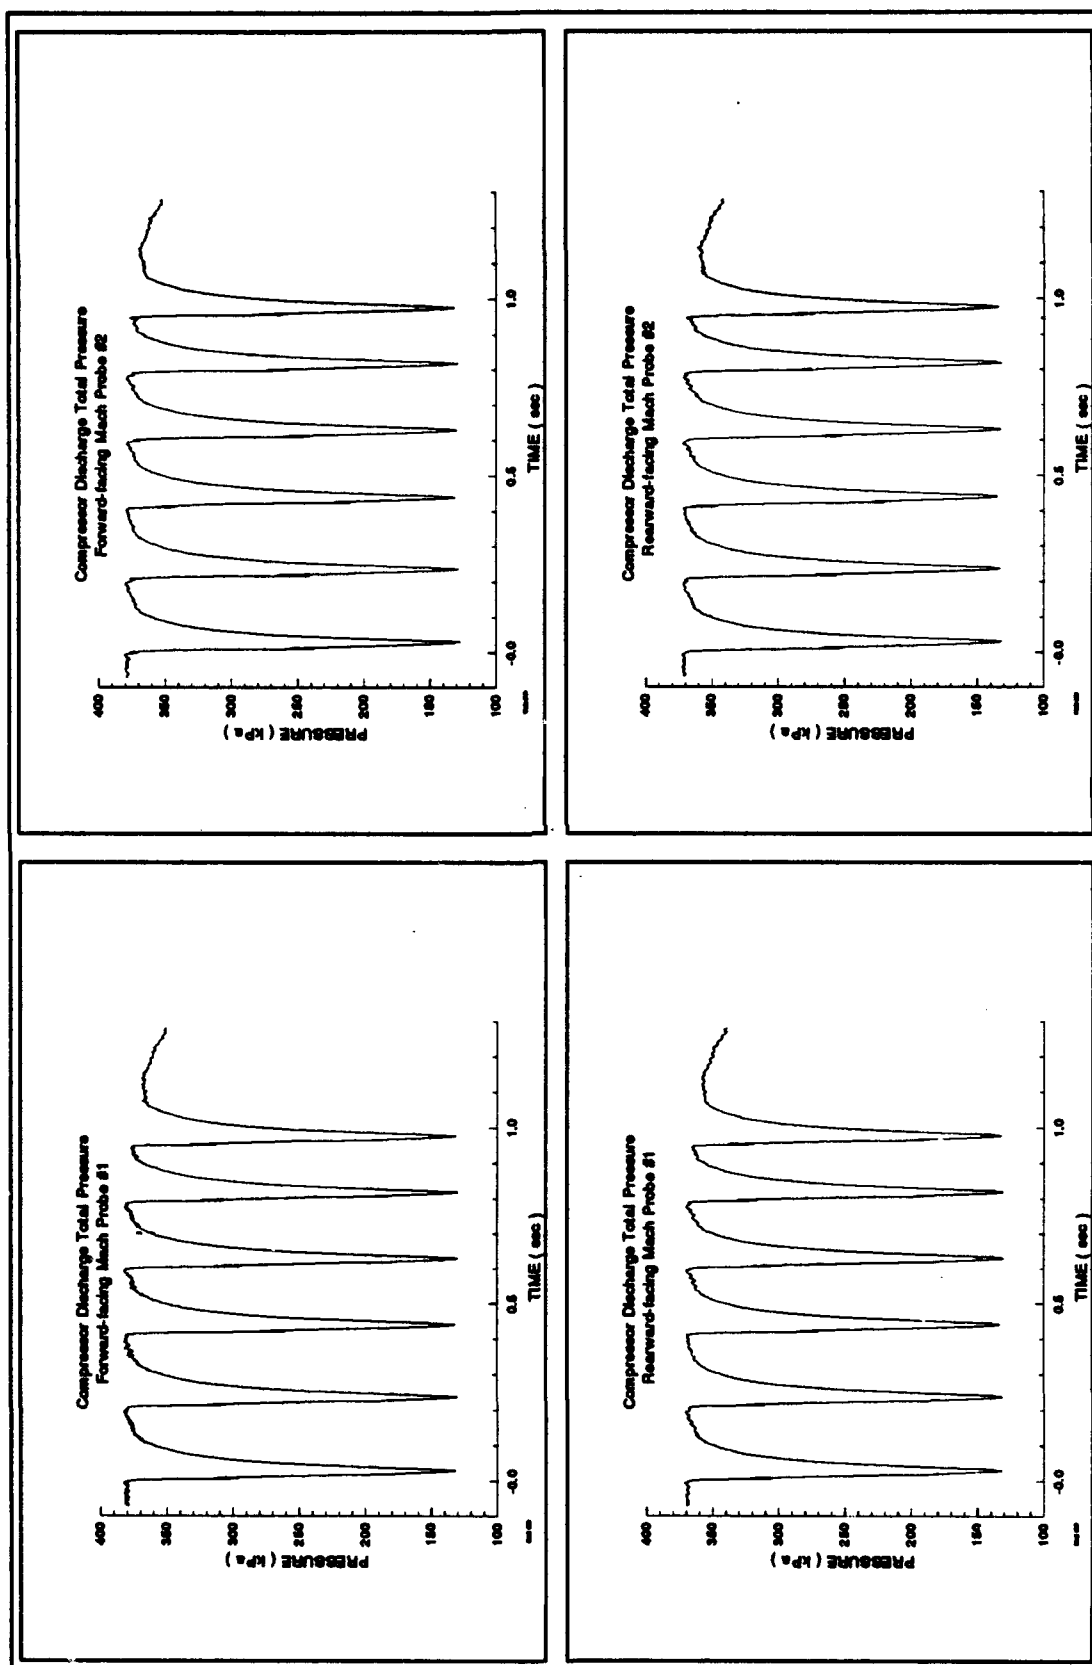 Compressor Discharge Total Pressure
Forward-facing Mach Probe #1
PRESSURE ( kPa )
400
350
300
250
200
150
100
-0.0
0.5
1.0
TIME ( sec )
Compressor Discharge Total Pressure
Forward-facing Mach Probe #2
PRESSURE ( kPa )
400
350
300
250
200
150
100
-0.0
0.5
1.0
TIME ( sec )
Compressor Discharge Total Pressure
Rearward-facing Mach Probe #1
PRESSURE ( kPa )
400
350
300
250
200
150
100
-0.0
0.5
1.0
TIME ( sec )
Compressor Discharge Total Pressure
Rearward-facing Mach Probe #2
PRESSURE ( kPa )
400
350
300
250
200
150
100
-0.0
0.5
1.0
TIME ( sec )